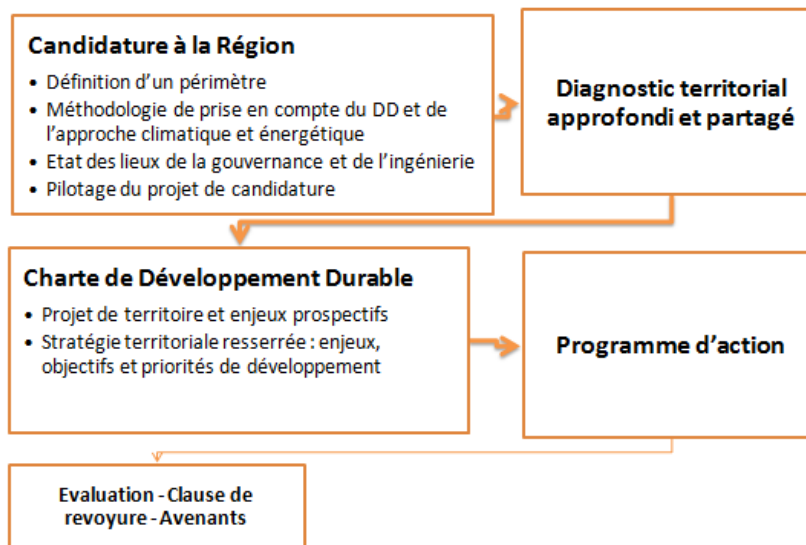 Candidature à la Région
• Définition d'un périmètre
• Méthodologie de prise en compte du DD et de
l'approche climatique et énergétique
• Etat des lieux de la gouvernance et de l'ingénierie
• Pilotage du projet de candidature
Diagnostic territorial
approfondi et partagé
Charte de Développement Durable
• Projet de territoire et enjeux prospectifs
• Stratégie territoriale resserrée : enjeux,
objectifs et priorités de développement
Programme d'action
Evaluation - Clause de
revoyure - Avenants